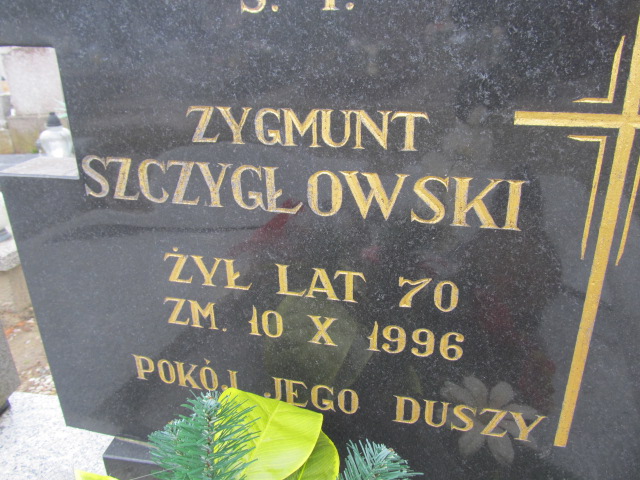 Ś. P.
ZYGMUNT
SZCZYGŁOWSKI
ŻYŁ LAT 70
ZM. 10 X 1996
POKÓJ JEGO DUSZY